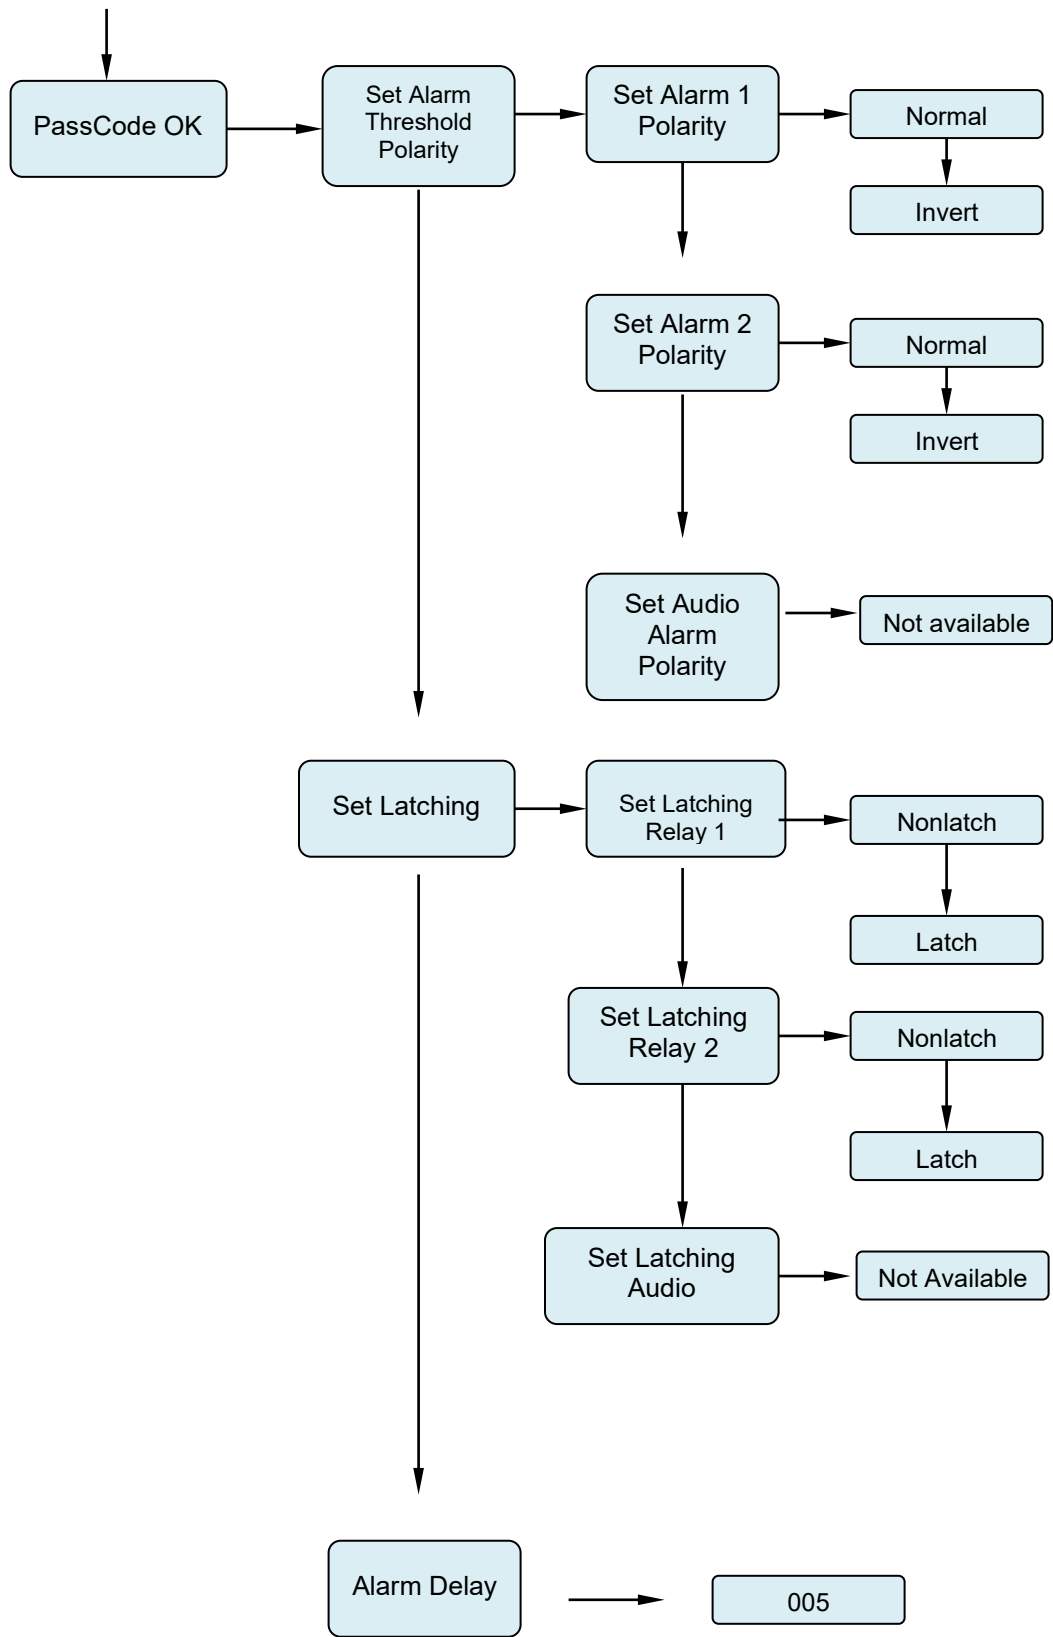 PassCode OK
Set Alarm
Threshold
Polarity
Set Alarm 1
Polarity
Normal
Invert
Set Alarm 2
Polarity
Normal
Invert
Set Audio
Alarm
Polarity
Not available
Set Latching
Set Latching
Relay 1
Nonlatch
Latch
Set Latching
Relay 2
Nonlatch
Latch
Set Latching
Audio
Not Available
Alarm Delay
005